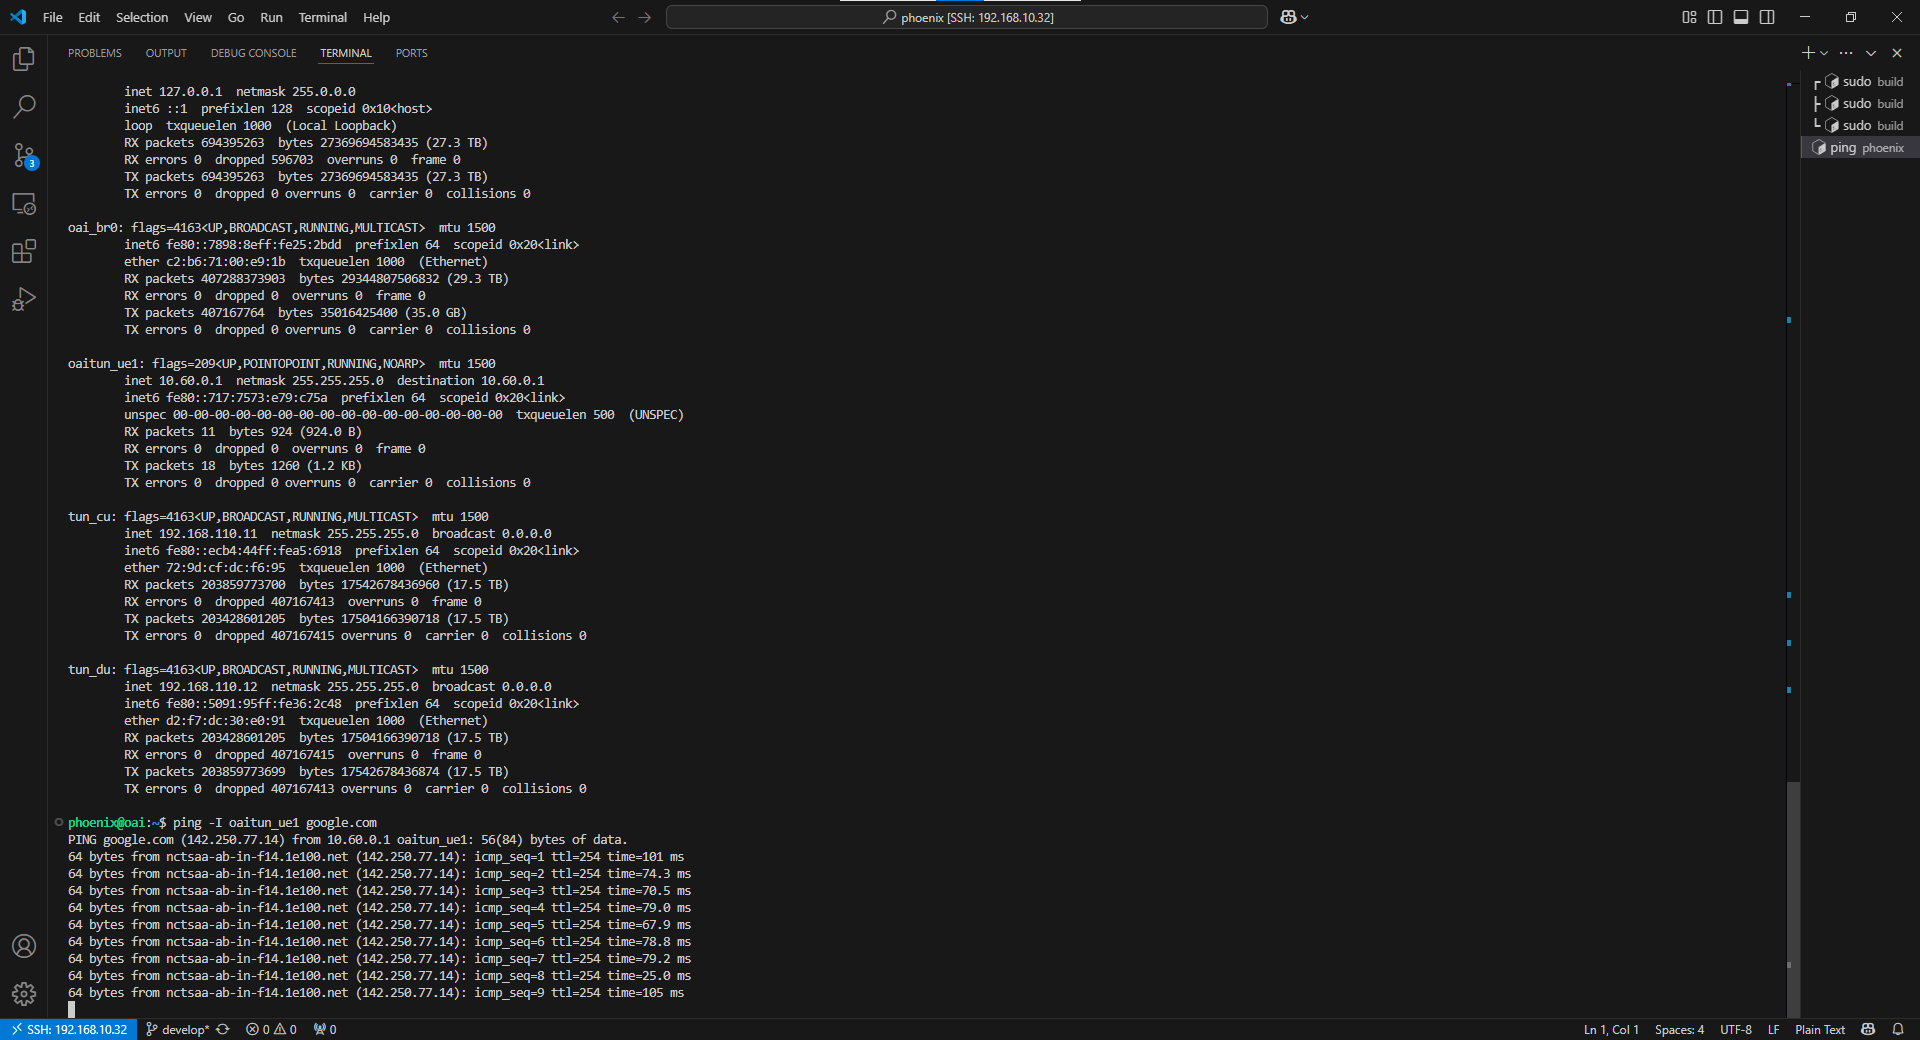 File Edit Selection View Go Run Terminal Help
phoenix [SSH: 192.168.10.32]
PROBLEMS OUTPUT DEBUG CONSOLE TERMINAL PORTS
inet 127.0.0.1  netmask 255.0.0.0
inet6 ::1  prefixlen 128  scopeid 0x10<host>
loop  txqueuelen 1000  (Local Loopback)
RX packets 694395263  bytes 27369694583435 (27.3 TB)
RX errors 0  dropped 596703  overruns 0  frame 0
TX packets 694395263  bytes 27369694583435 (27.3 TB)
TX errors 0  dropped 0 overruns 0  carrier 0  collisions 0
oai_br0: flags=4163<UP,BROADCAST,RUNNING,MULTICAST>  mtu 1500
inet6 fe80::7898:8eff:fe25:2bdd  prefixlen 64  scopeid 0x20<link>
ether c2:b6:71:00:e9:1b  txqueuelen 1000  (Ethernet)
RX packets 407288373903  bytes 29344807506832 (29.3 TB)
RX errors 0  dropped 0  overruns 0  frame 0
TX packets 407167764  bytes 35016425400 (35.0 GB)
TX errors 0  dropped 0 overruns 0  carrier 0  collisions 0
oaitun_ue1: flags=209<UP,POINTOPOINT,RUNNING,NOARP>  mtu 1500
inet 10.60.0.1  netmask 255.255.255.0  destination 10.60.0.1
inet6 fe80::717:7573:e79:c75a  prefixlen 64  scopeid 0x20<link>
unspec 00-00-00-00-00-00-00-00-00-00-00-00-00-00-00-00  txqueuelen 500  (UNSPEC)
RX packets 11  bytes 924 (924.0 B)
RX errors 0  dropped 0  overruns 0  frame 0
TX packets 18  bytes 1260 (1.2 KB)
TX errors 0  dropped 0 overruns 0  carrier 0  collisions 0
tun_cu: flags=4163<UP,BROADCAST,RUNNING,MULTICAST>  mtu 1500
inet 192.168.110.11  netmask 255.255.255.0  broadcast 0.0.0.0
inet6 fe80::ecb4:44ff:fea5:6918  prefixlen 64  scopeid 0x20<link>
ether 72:9d:cf:dc:f6:95  txqueuelen 1000  (Ethernet)
RX packets 203859773700  bytes 17542678436960 (17.5 TB)
RX errors 0  dropped 407167413  overruns 0  frame 0
TX packets 203428601205  bytes 17504166390718 (17.5 TB)
TX errors 0  dropped 407167415 overruns 0  carrier 0  collisions 0
tun_du: flags=4163<UP,BROADCAST,RUNNING,MULTICAST>  mtu 1500
inet 192.168.110.12  netmask 255.255.255.0  broadcast 0.0.0.0
inet6 fe80::5091:95ff:fe36:2c48  prefixlen 64  scopeid 0x20<link>
ether d2:f7:dc:30:e0:91  txqueuelen 1000  (Ethernet)
RX packets 203428601205  bytes 17504166390718 (17.5 TB)
RX errors 0  dropped 407167415  overruns 0  frame 0
TX packets 203859773699  bytes 17542678436874 (17.5 TB)
TX errors 0  dropped 407167413 overruns 0  carrier 0  collisions 0
phoenix@oai:~$ ping -I oaitun_ue1 google.com
PING google.com (142.250.77.14) from 10.60.0.1 oaitun_ue1: 56(84) bytes of data.
64 bytes from nctsaa-ab-in-f14.1e100.net (142.250.77.14): icmp_seq=1 ttl=254 time=101 ms
64 bytes from nctsaa-ab-in-f14.1e100.net (142.250.77.14): icmp_seq=2 ttl=254 time=74.3 ms
64 bytes from nctsaa-ab-in-f14.1e100.net (142.250.77.14): icmp_seq=3 ttl=254 time=70.5 ms
64 bytes from nctsaa-ab-in-f14.1e100.net (142.250.77.14): icmp_seq=4 ttl=254 time=79.0 ms
64 bytes from nctsaa-ab-in-f14.1e100.net (142.250.77.14): icmp_seq=5 ttl=254 time=67.9 ms
64 bytes from nctsaa-ab-in-f14.1e100.net (142.250.77.14): icmp_seq=6 ttl=254 time=78.8 ms
64 bytes from nctsaa-ab-in-f14.1e100.net (142.250.77.14): icmp_seq=7 ttl=254 time=79.2 ms
64 bytes from nctsaa-ab-in-f14.1e100.net (142.250.77.14): icmp_seq=8 ttl=254 time=25.0 ms
64 bytes from nctsaa-ab-in-f14.1e100.net (142.250.77.14): icmp_seq=9 ttl=254 time=105 ms
sudo build
sudo build
sudo build
ping phoenix
3
SSH: 192.168.10.32 develop* 0 0 0 Ln 1, Col 1 Spaces: 4 UTF-8 LF Plain Text